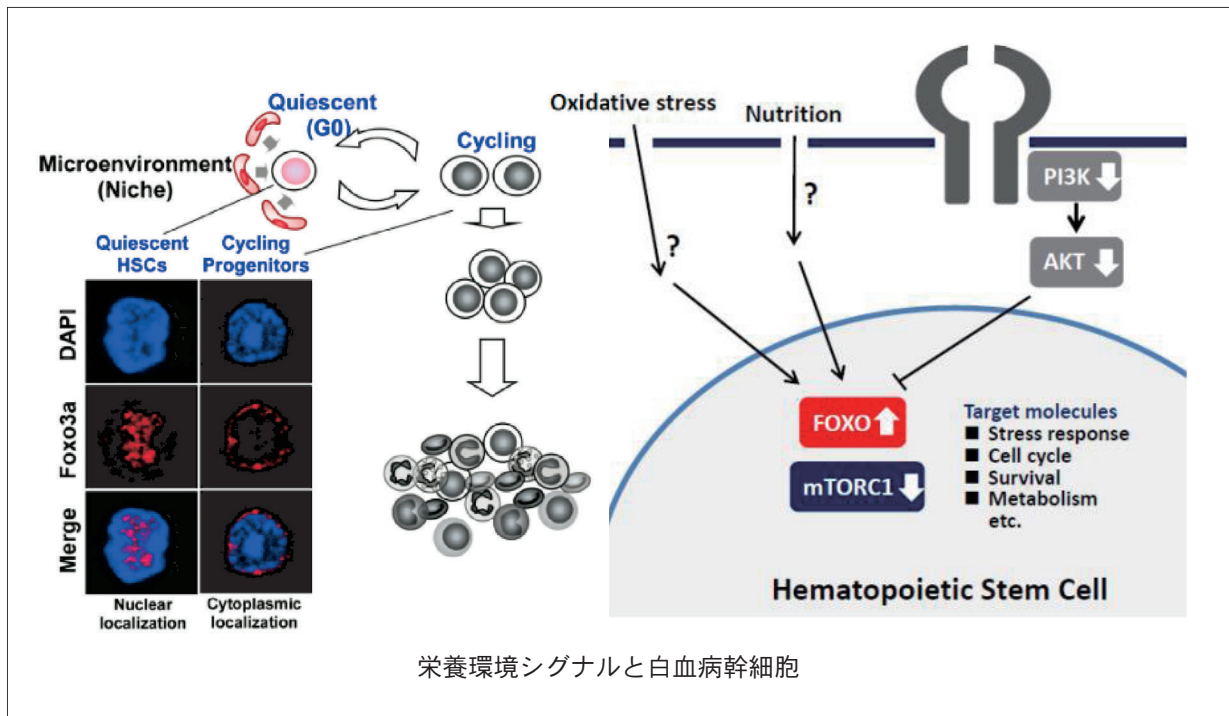 Quiescent
(G0)
Cycling
Microenvironment
(Niche)
Quiescent
HSCs
Cycling
Progenitors
DAPI
Foxo3a
Merge
Nuclear
localization
Cytoplasmic
localization
Oxidative stress
Nutrition
?
?
PI3K
AKT
FOXO
mTORC1
Target molecules
■ Stress response
■ Cell cycle
■ Survival
■ Metabolism
etc.
Hematopoietic Stem Cell
栄養環境シグナルと白血病幹細胞